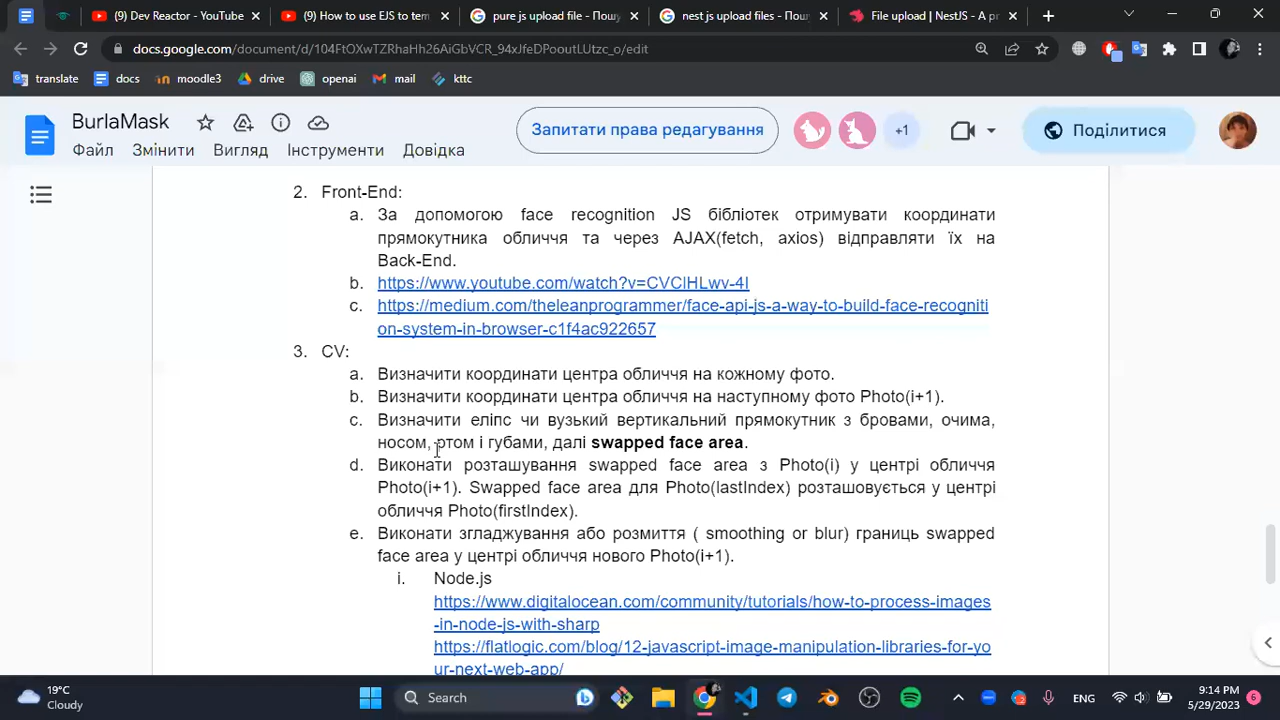 (9) Dev Reactor - YouTube
(9) How to use EJS to tem
pure js upload file - Пошу
nest js upload files - Пош
File upload | NestJS - A p
docs.google.com/document/d/104FtOXwTZRhaHh26AiGbVCR_94xJfeDPooutLUtzc_o/edit
translate docs moodle3 drive openai mail kttc
BurlaMask
Запитати права редагування
+1
Поділитися
Файл Змінити Вигляд Інструменти Довідка
2. Front-End:
a. За допомогою face recognition JS бібліотек отримувати координати
прямокутника обличчя та через AJAX(fetch, axios) відправляти їх на
Back-End.
b. https://www.youtube.com/watch?v=CVClHLwv-4I
c. https://medium.com/theleanprogrammer/face-api-js-a-way-to-build-face-recogniti
on-system-in-browser-c1f4ac922657
3. CV:
a. Визначити координати центра обличчя на кожному фото.
b. Визначити координати центра обличчя на наступному фото Photo(i+1).
c. Визначити еліпс чи вузький вертикальний прямокутник з бровами, очима,
носом, ртом і губами, далі swapped face area.
d. Виконати розташування swapped face area з Photo(i) у центрі обличчя
Photo(i+1). Swapped face area для Photo(lastIndex) розташовується у центрі
обличчя Photo(firstIndex).
e. Виконати згладжування або розмиття ( smoothing or blur) границь swapped
face area у центрі обличчя нового Photo(i+1).
i. Node.js
https://www.digitalocean.com/community/tutorials/how-to-process-images
-in-node-js-with-sharp
https://flatlogic.com/blog/12-javascript-image-manipulation-libraries-for-yo
ur-next-web-app/
19°C
Cloudy
Search
ENG
9:14 PM
5/29/2023
6